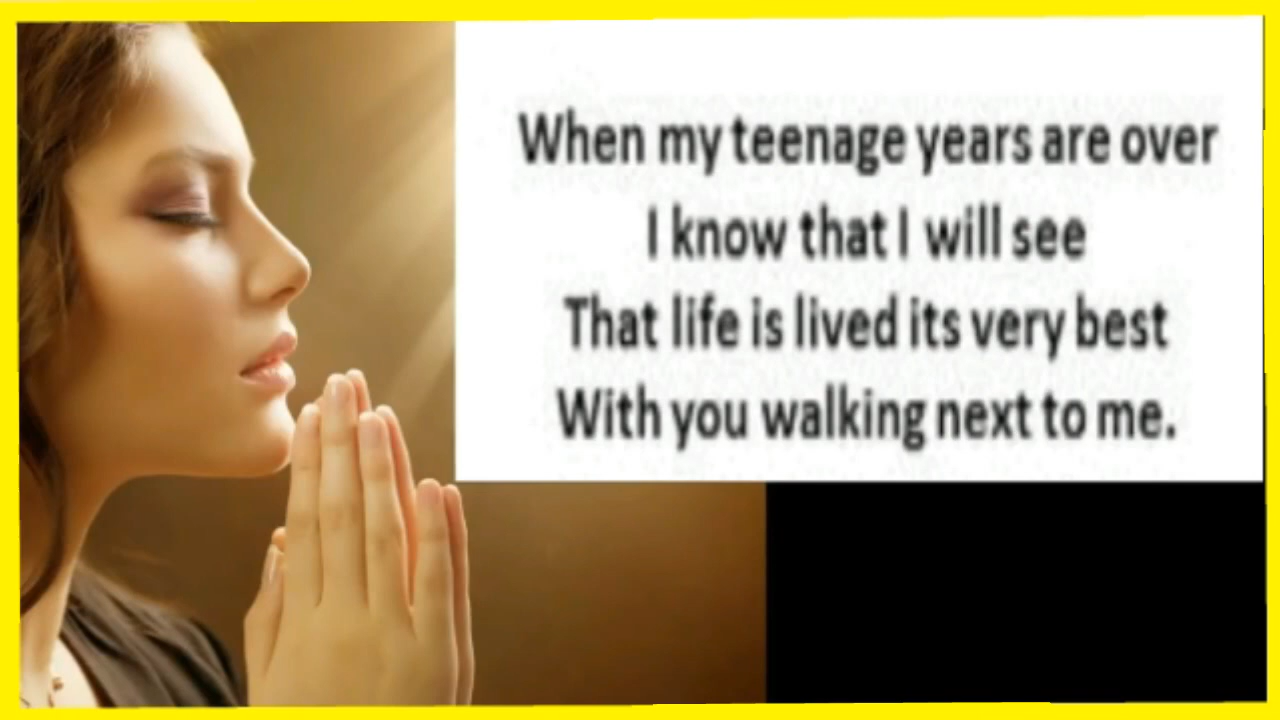 When my teenage years are over
I know that I will see
That life is lived its very best
With you walking next to me.